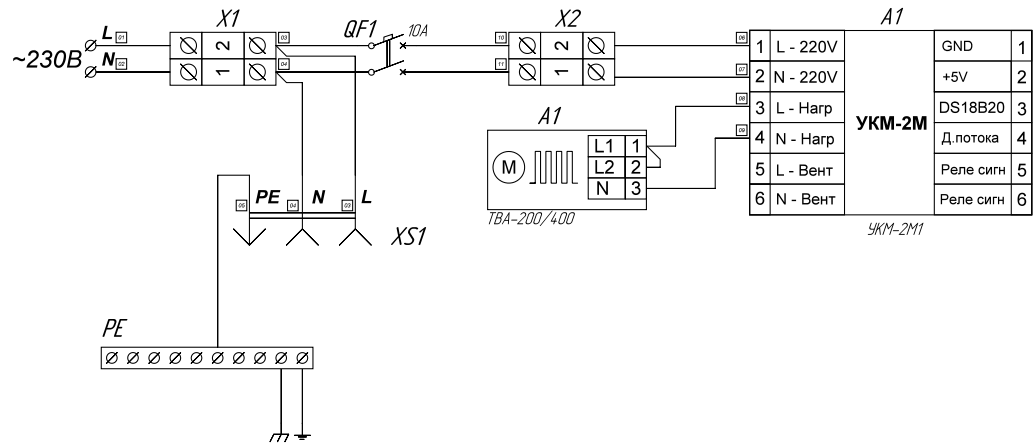 X1
QF1
10А
X2
A1
L 01
N 02
~230В
2
1
03
04
10
11
2
1
06
07
08
09
1 L - 220V
2 N - 220V
3 L - Нагр
4 N - Нагр
5 L - Вент
6 N - Вент
УКМ-2М
GND 1
+5V 2
DS18B20 3
Д.потока 4
Реле сигн 5
Реле сигн 6
УКМ-2М1
A1
M
L1 1
L2 2
N 3
ТВА-200/400
05 PE 04 N 03 L
XS1
PE